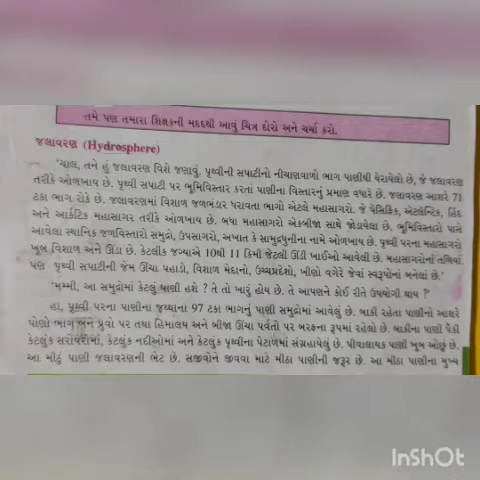 તમે પણ તમારા શિક્ષકની મદદથી આવું ચિત્ર દોરો અને ચર્ચા કરો.
જલાવરણ (Hydrosphere)
'ચાલ, તને હું જલાવરણ વિશે જણાવું. પૃથ્વીની સપાટીનો નીચાણવાળો ભાગ પાણીથી ઘેરાયેલો છે, જે જલાવરણ
તરીકે ઓળખાય છે. પૃથ્વી સપાટી પર ભૂમિવિસ્તાર કરતાં પાણીના વિસ્તારનું પ્રમાણ વધારે છે. જલાવરણ આશરે 71
ટકા ભાગ રોકે છે. જલાવરણમાં વિશાળ જળભંડાર ધરાવતા ભાગો એટલે મહાસાગરો. જે પેસિફિક, એટલેન્ટિક, હિંદ
અને આર્કટિક મહાસાગર તરીકે ઓળખાય છે. બધા મહાસાગરો એકબીજા સાથે જોડાયેલા છે. ભૂમિવિસ્તારો પાસે
આવેલા સ્થાનિક જળવિસ્તારો સમુદ્રો, ઉપસાગરો, અખાત કે સામુદ્રધુનીના નામે ઓળખાય છે. પૃથ્વી પરના મહાસાગરો
ખૂબ વિશાળ અને ઊંડા છે. કેટલીક જગ્યાએ 10થી 11 કિમી જેટલી ઊંડી ખાઈઓ આવેલી છે. મહાસાગરોનાં તળિયાં
પણ પૃથ્વી સપાટીની જેમ ઊંચા પહાડો, વિશાળ મેદાનો, ઉચ્ચપ્રદેશો, ખીણો વગેરે જેવાં સ્વરૂપોનાં બનેલાં છે.'
'મમ્મી, આ સમુદ્રોમાં કેટલું પાણી હશે ? તે તો ખારું હોય છે. તે આપણને કોઈ રીતે ઉપયોગી થાય ?'
હા, પૃથ્વી પરના પાણીના જથ્થાના 97 ટકા ભાગનું પાણી સમુદ્રોમાં આવેલું છે. બાકી રહેતા પાણીનો આશરે
પોણો ભાગ બંને ધ્રુવો પર તથા હિમાલય અને બીજા ઊંચા પર્વતો પર બરફના રૂપમાં રહેલો છે. બાકીના પાણી પૈકી
કેટલુંક સરોવરોમાં, કેટલુંક નદીઓમાં અને કેટલુંક પૃથ્વીના પેટાળમાં સંગ્રહાયેલું છે. પીવાલાયક પાણી ખૂબ ઓછું છે.
આ મીઠું પાણી જલાવરણની ભેટ છે. સજીવોને જીવવા માટે મીઠા પાણીની જરૂર છે. આ મીઠા પાણીના મુખ્ય
InShOt